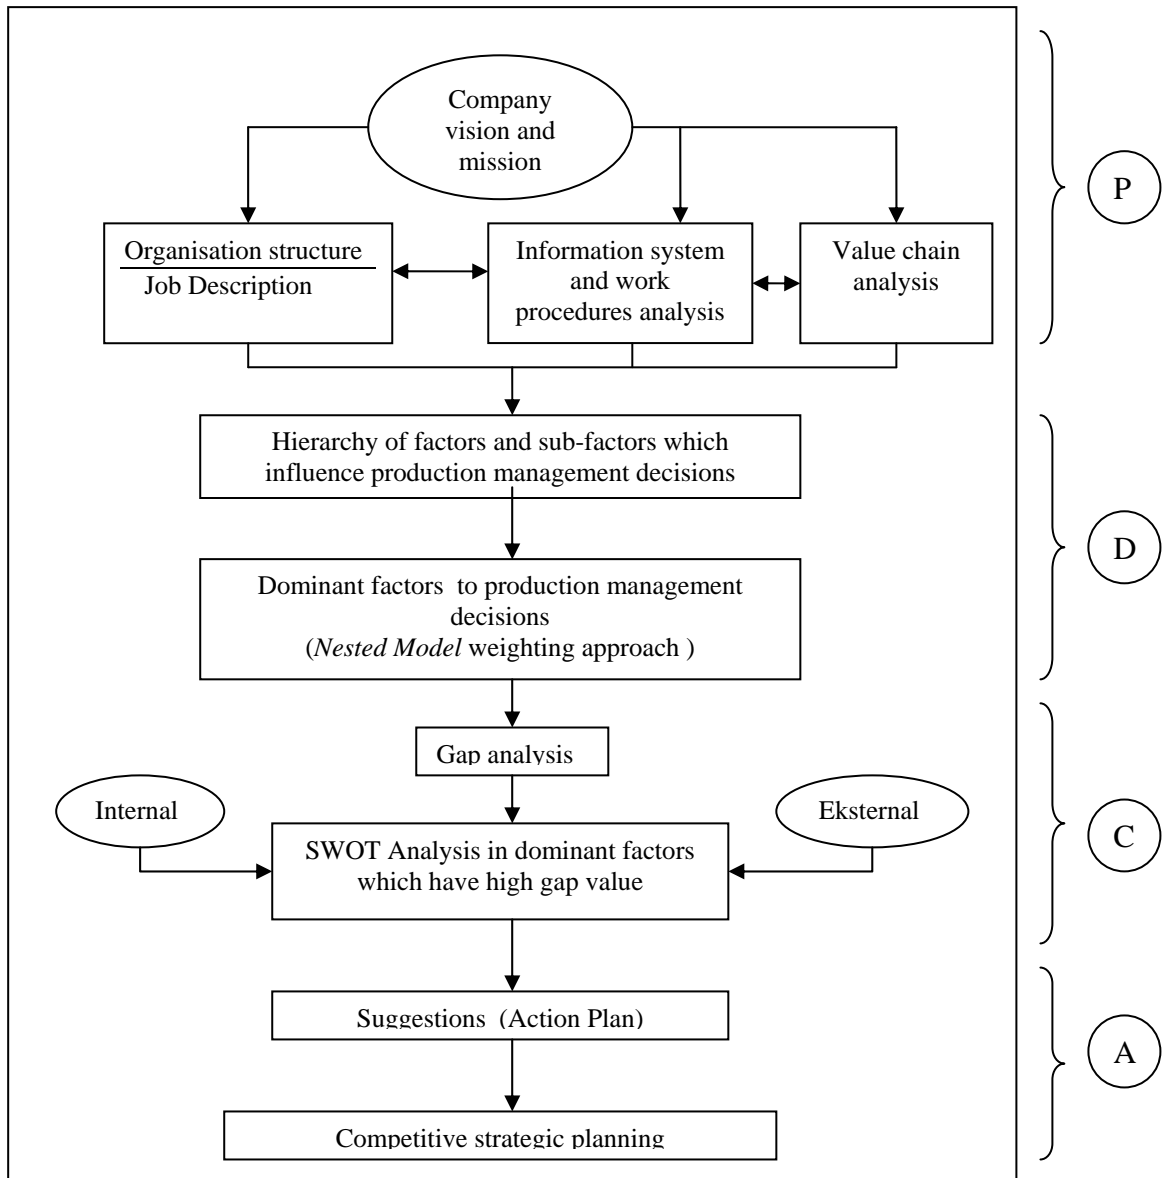 Company
vision and
mission
P
Organisation structure
Job Description
Information system
and work
procedures analysis
Value chain
analysis
Hierarchy of factors and sub-factors which
influence production management decisions
D
Dominant factors to production management
decisions
(Nested Model weighting approach )
Gap analysis
Internal
Eksternal
C
SWOT Analysis in dominant factors
which have high gap value
Suggestions (Action Plan)
A
Competitive strategic planning